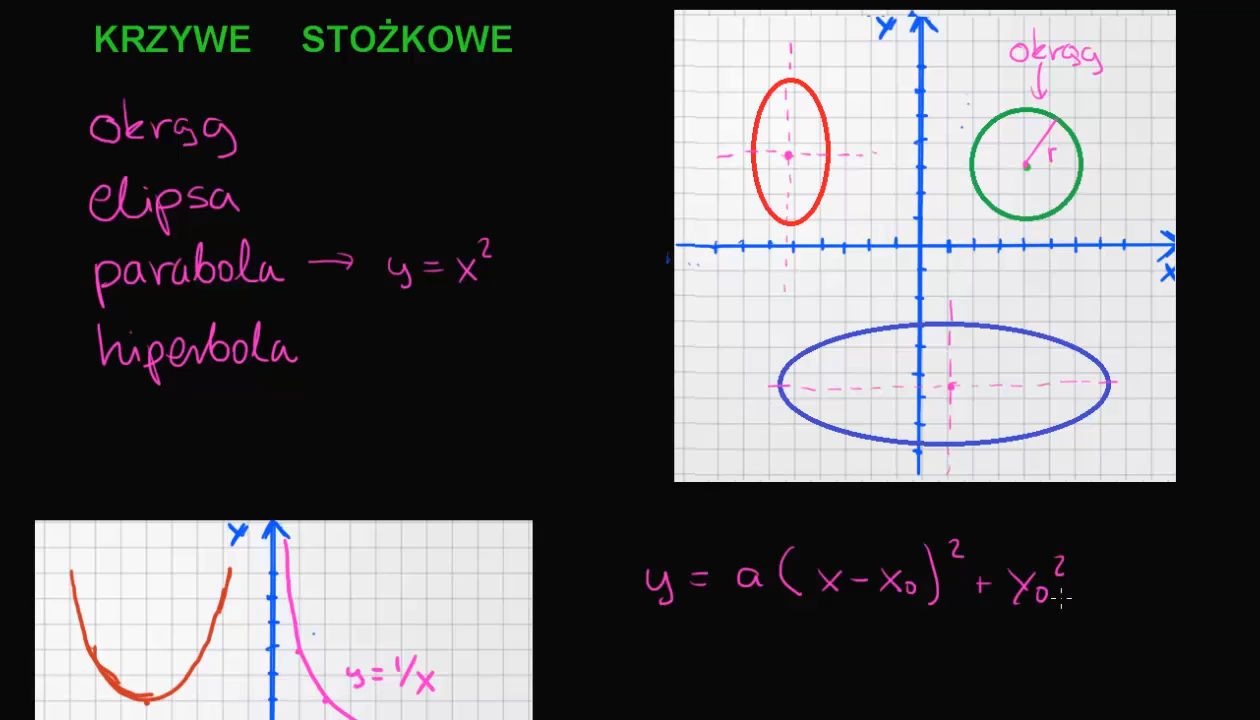 KRZYWE STOŻKOWE
okrąg
elipsa
parabola → y = x²
hiperbola
y
okrąg
r
x
y = a(x - x₀)² + y₀²
y
y = 1/x